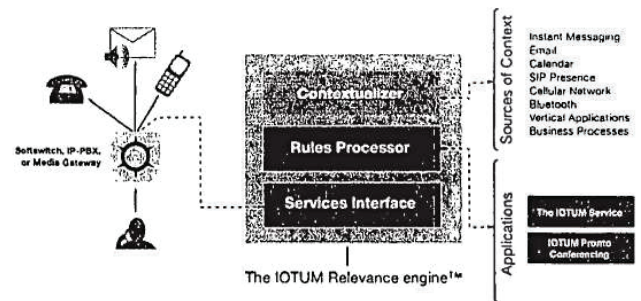 Softswitch, IP-PBX,
or Media Gateway
Contextualizer
Rules Processor
Services Interface
The IOTUM Relevance engine™
Sources of Context
Instant Messaging
Email
Calendar
SIP Presence
Cellular Network
Bluetooth
Vertical Applications
Business Processes
Applications
The IOTUM Service
IOTUM Pronto
Conferencing